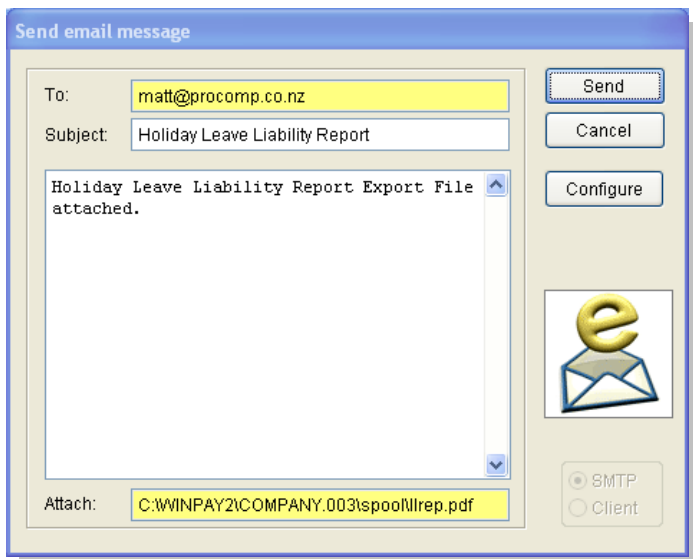 Send email message
To:
matt@procomp.co.nz
Send
Subject:
Holiday Leave Liability Report
Cancel
Holiday Leave Liability Report Export File
attached.
Configure
e
SMTP
Client
Attach:
C:\WINPAY2\COMPANY.003\spool\llrep.pdf